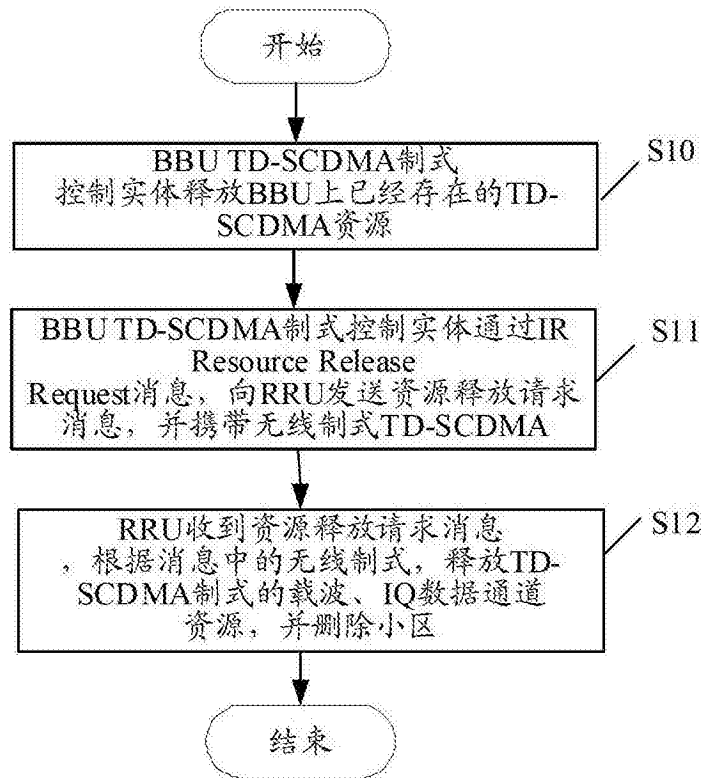 开始
BBU TD-SCDMA制式
控制实体释放BBU上已经存在的TD-
SCDMA资源
S10
BBU TD-SCDMA制式控制实体通过IR
Resource Release
Request消息，向RRU发送资源释放请求
消息，并携带无线制式TD-SCDMA
S11
RRU收到资源释放请求消息
，根据消息中的无线制式，释放TD-
SCDMA制式的载波、IQ数据通道
资源，并删除小区
S12
结束